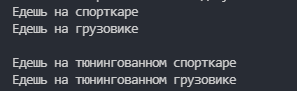 Едешь на спорткаре
Едешь на грузовике
Едешь на тюнингованном спорткаре
Едешь на тюнингованном грузовике